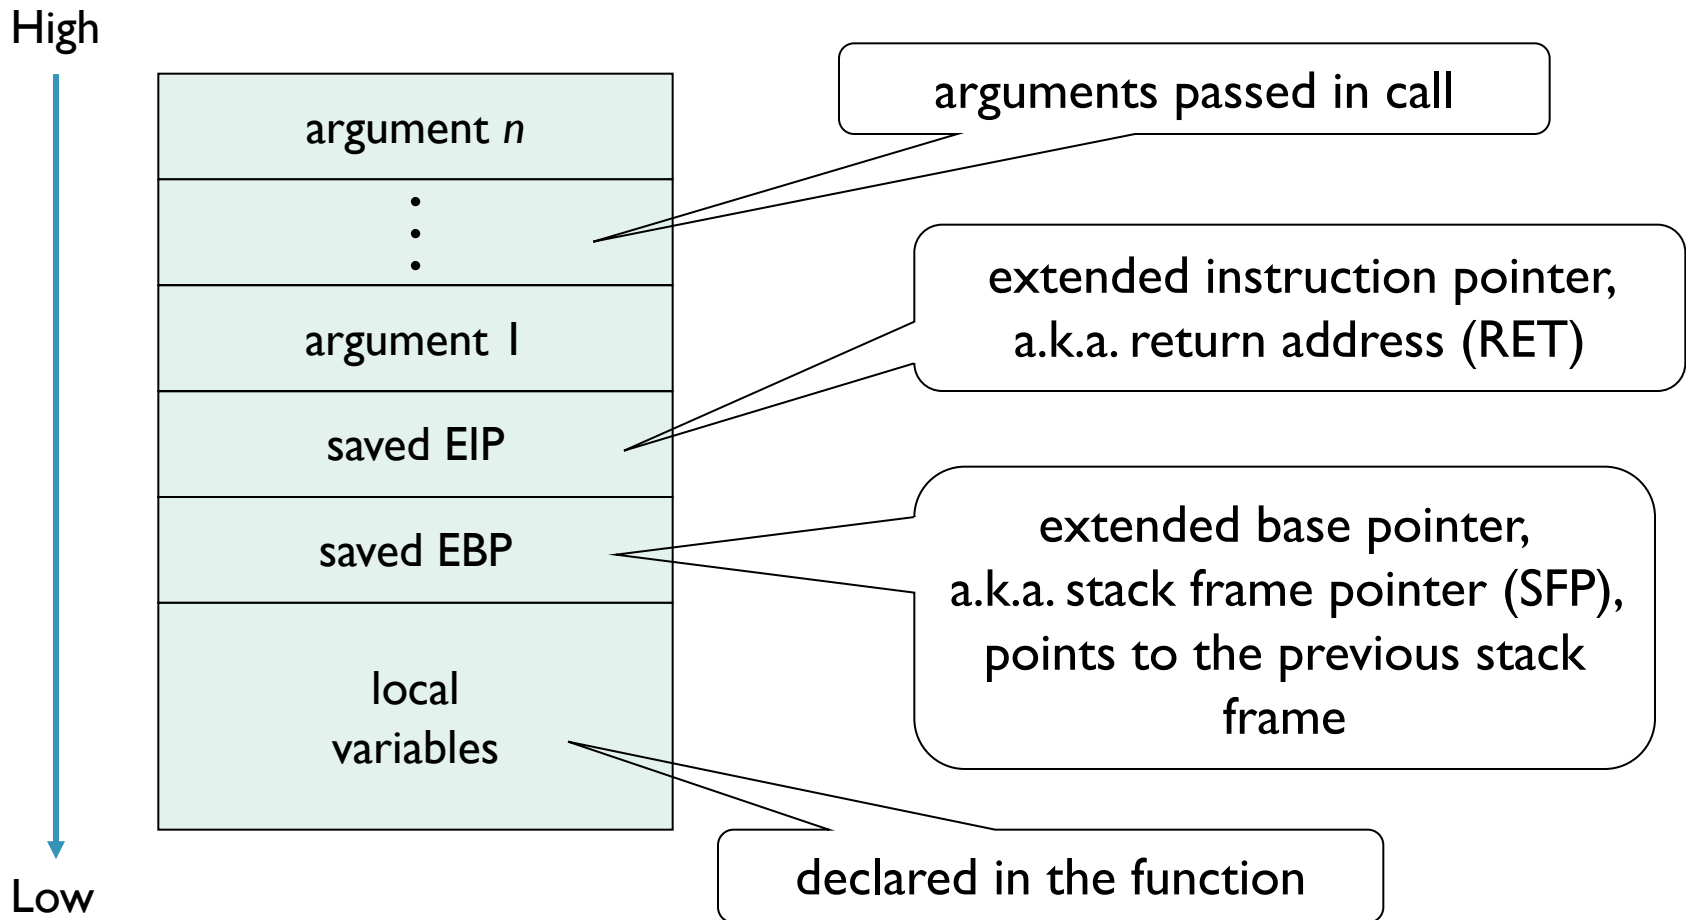 High
argument n
arguments passed in call
argument 1
extended instruction pointer,
a.k.a. return address (RET)
saved EIP
saved EBP
extended base pointer,
a.k.a. stack frame pointer (SFP),
points to the previous stack
frame
local
variables
declared in the function
Low